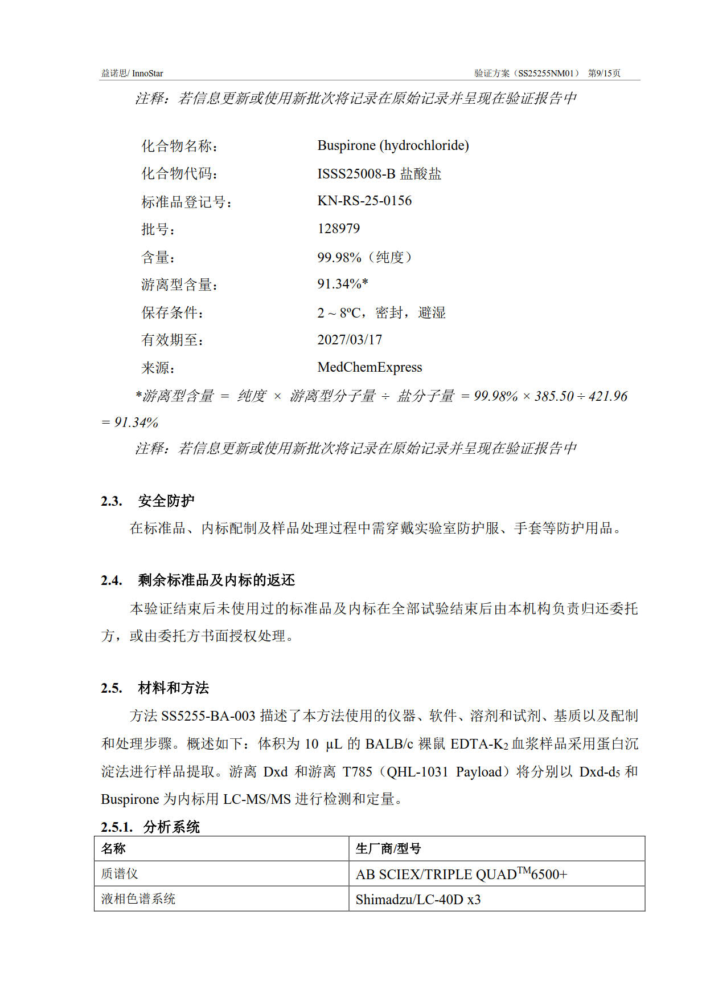 益诺思/ InnoStar 验证方案（SS25255NM01） 第9/15页
注释：若信息更新或使用新批次将记录在原始记录并呈现在验证报告中
化合物名称： Buspirone (hydrochloride)
化合物代码： ISSS25008-B 盐酸盐
标准品登记号： KN-RS-25-0156
批号： 128979
含量： 99.98%（纯度）
游离型含量： 91.34%*
保存条件： 2 ~ 8ºC，密封，避湿
有效期至： 2027/03/17
来源： MedChemExpress
*游离型含量 = 纯度 × 游离型分子量 ÷ 盐分子量 = 99.98% × 385.50 ÷ 421.96
= 91.34%
注释：若信息更新或使用新批次将记录在原始记录并呈现在验证报告中
2.3. 安全防护
在标准品、内标配制及样品处理过程中需穿戴实验室防护服、手套等防护用品。
2.4. 剩余标准品及内标的返还
本验证结束后未使用过的标准品及内标在全部试验结束后由本机构负责归还委托
方，或由委托方书面授权处理。
2.5. 材料和方法
方法 SS5255-BA-003 描述了本方法使用的仪器、软件、溶剂和试剂、基质以及配制
和处理步骤。概述如下：体积为 10 µL 的 BALB/c 裸鼠 EDTA-K2 血浆样品采用蛋白沉
淀法进行样品提取。游离 Dxd 和游离 T785（QHL-1031 Payload）将分别以 Dxd-d5 和
Buspirone 为内标用 LC-MS/MS 进行检测和定量。
2.5.1. 分析系统
名称 生厂商/型号
质谱仪 AB SCIEX/TRIPLE QUADTM6500+
液相色谱系统 Shimadzu/LC-40D x3